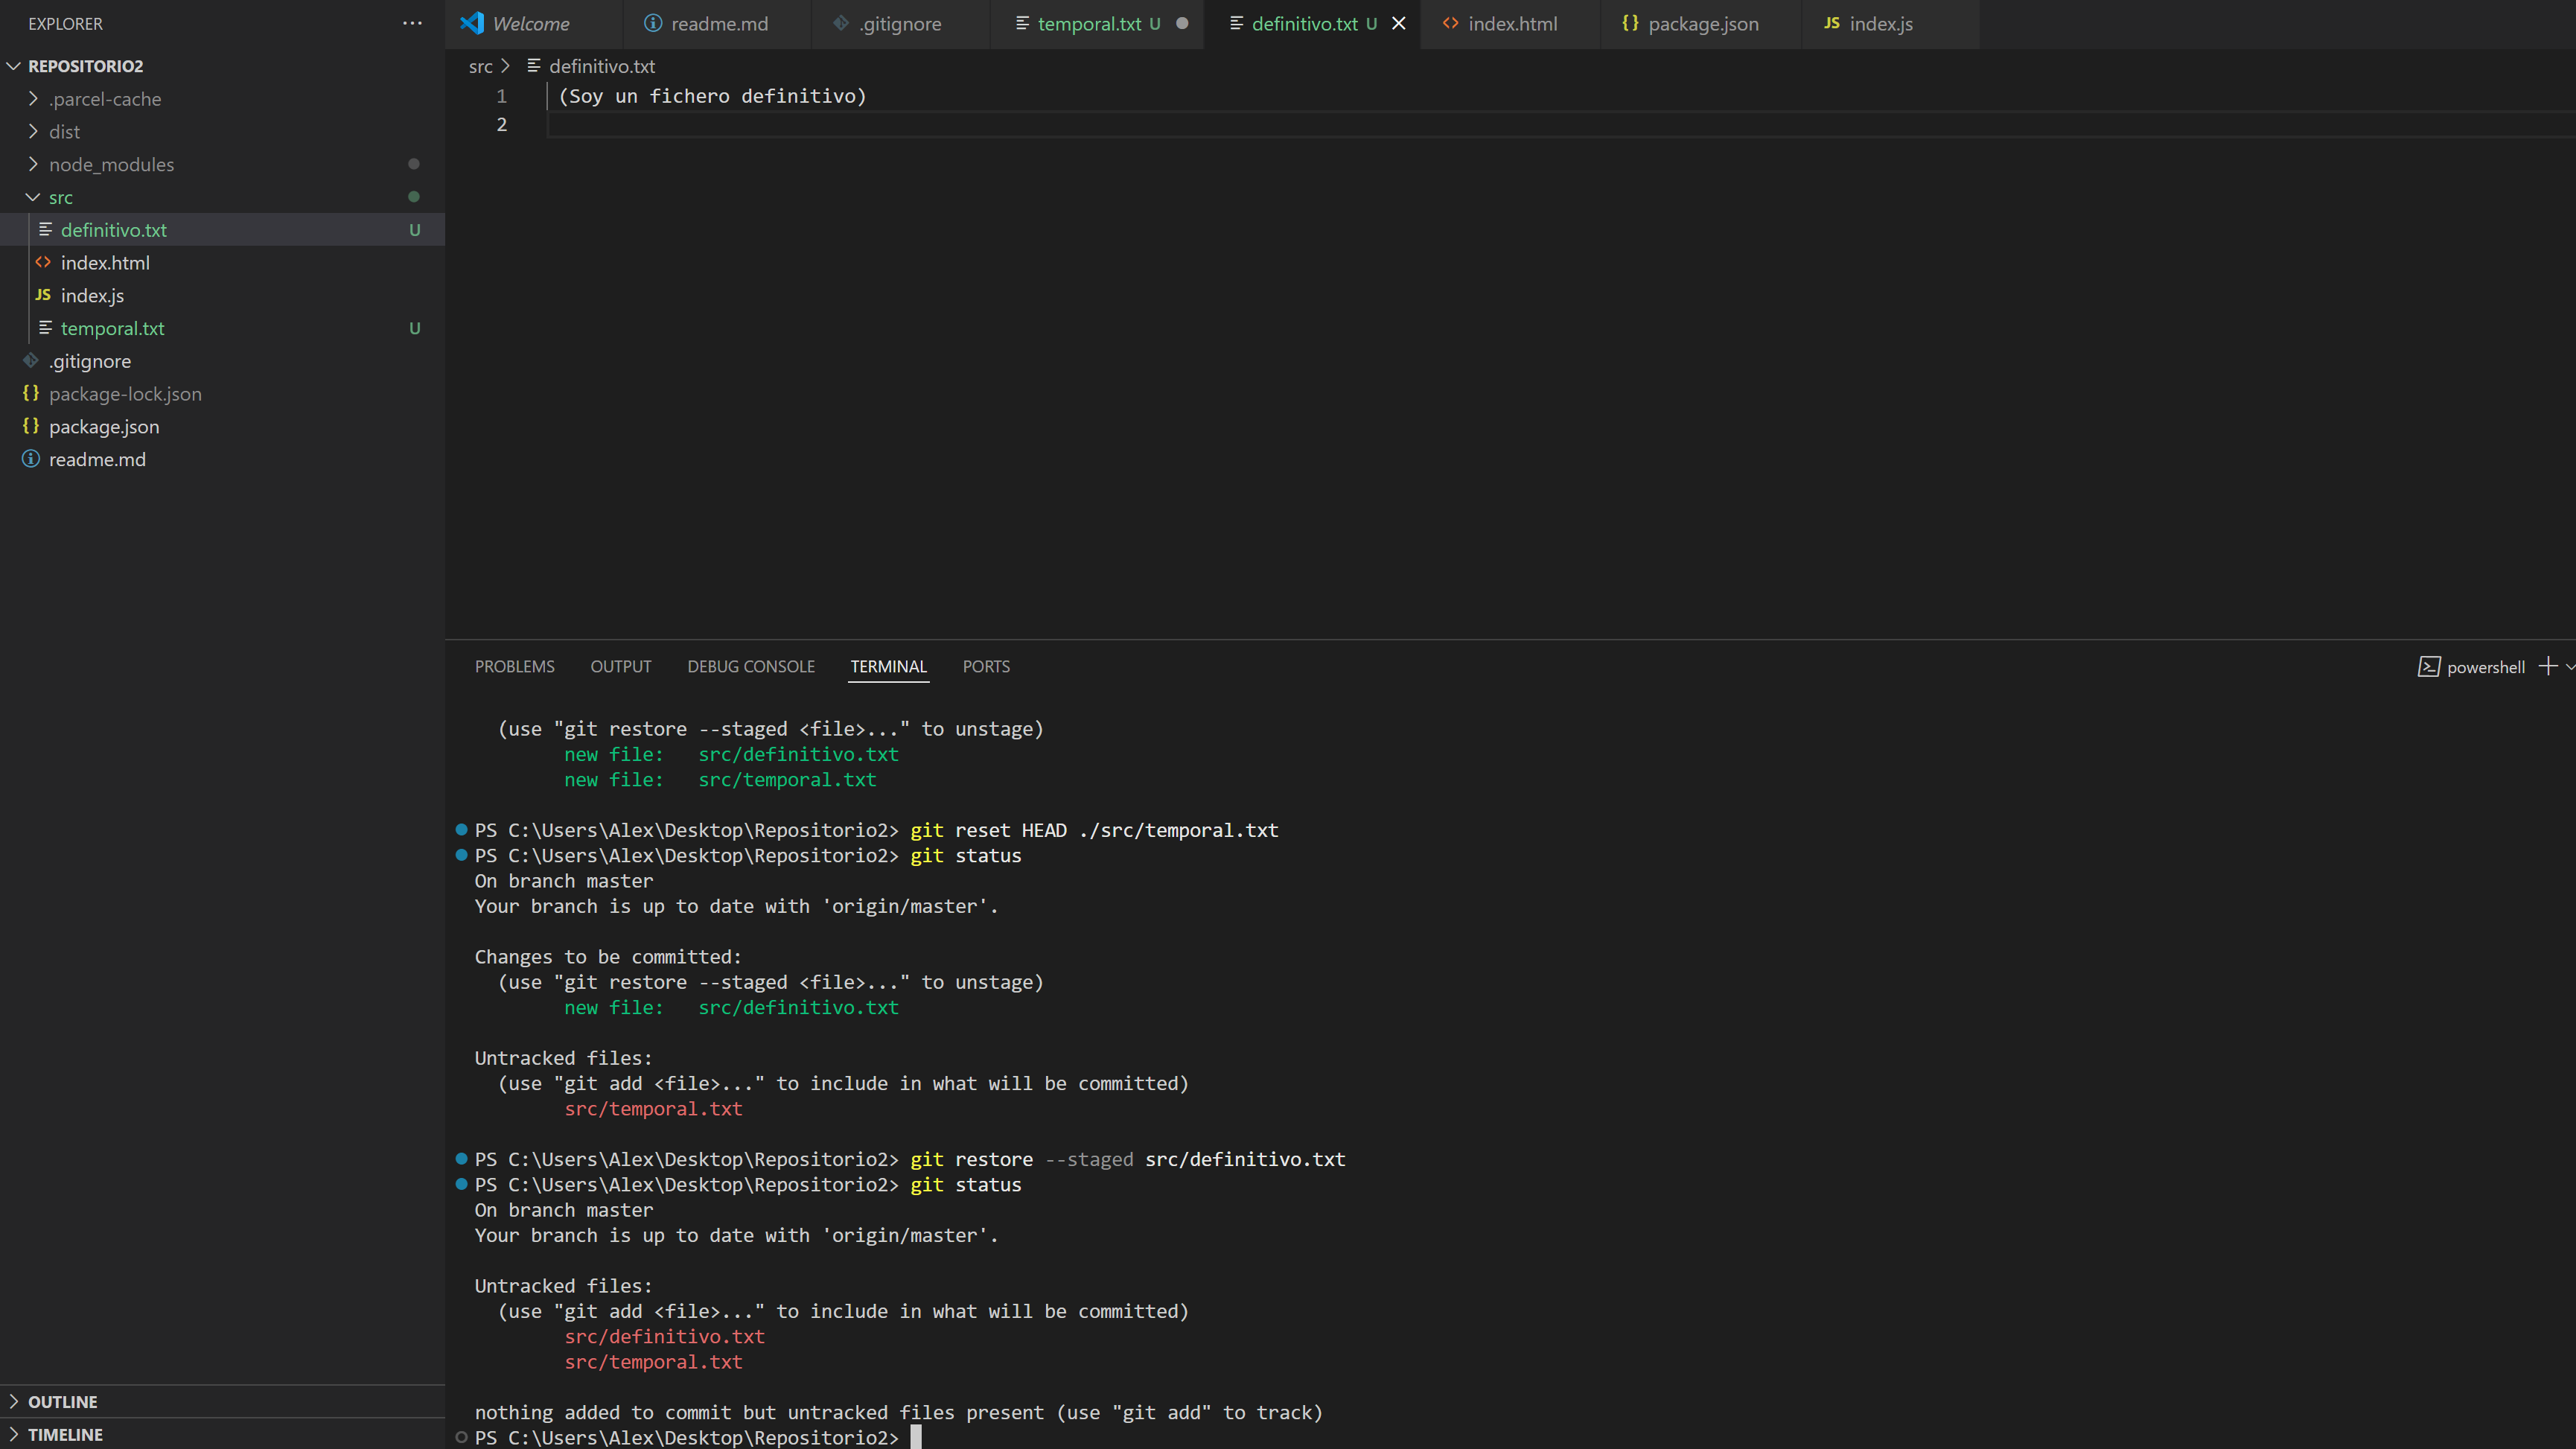 EXPLORER
REPOSITORIO2
.parcel-cache
dist
node_modules
src
definitivo.txt U
index.html
JS index.js
temporal.txt U
.gitignore
{} package-lock.json
{} package.json
readme.md
OUTLINE
TIMELINE
Welcome readme.md .gitignore temporal.txt U definitivo.txt U index.html {} package.json JS index.js
src > definitivo.txt
1 (Soy un fichero definitivo)
2
PROBLEMS OUTPUT DEBUG CONSOLE TERMINAL PORTS powershell
(use "git restore --staged <file>..." to unstage)
new file: src/definitivo.txt
new file: src/temporal.txt
PS C:\Users\Alex\Desktop\Repositorio2> git reset HEAD ./src/temporal.txt
PS C:\Users\Alex\Desktop\Repositorio2> git status
On branch master
Your branch is up to date with 'origin/master'.
Changes to be committed:
(use "git restore --staged <file>..." to unstage)
new file: src/definitivo.txt
Untracked files:
(use "git add <file>..." to include in what will be committed)
src/temporal.txt
PS C:\Users\Alex\Desktop\Repositorio2> git restore --staged src/definitivo.txt
PS C:\Users\Alex\Desktop\Repositorio2> git status
On branch master
Your branch is up to date with 'origin/master'.
Untracked files:
(use "git add <file>..." to include in what will be committed)
src/definitivo.txt
src/temporal.txt
nothing added to commit but untracked files present (use "git add" to track)
PS C:\Users\Alex\Desktop\Repositorio2>